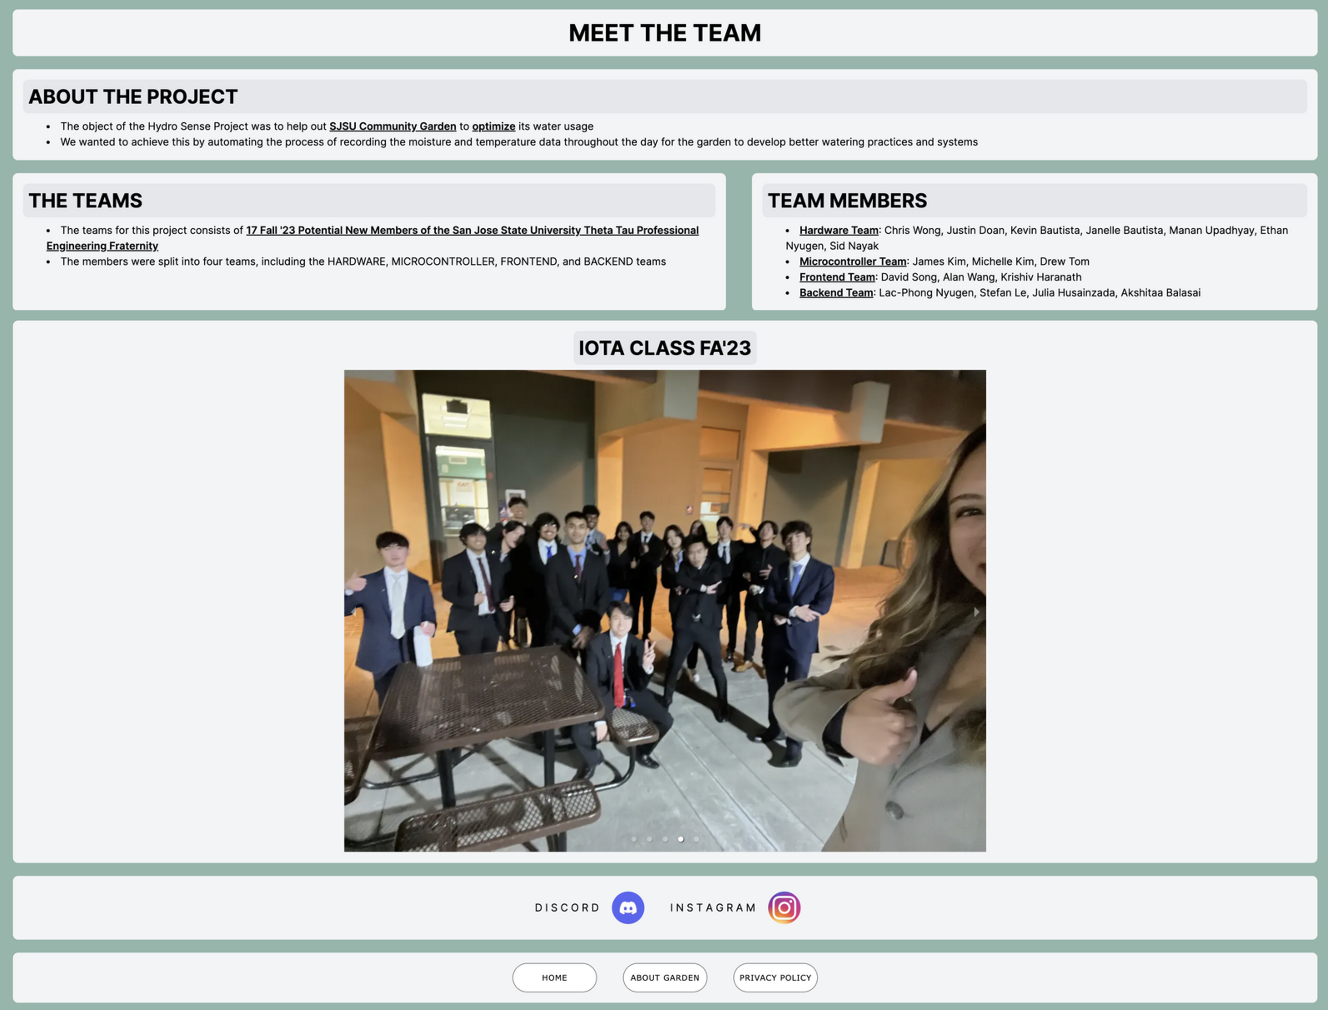 MEET THE TEAM
ABOUT THE PROJECT
• The object of the Hydro Sense Project was to help out SJSU Community Garden to optimize its water usage
• We wanted to achieve this by automating the process of recording the moisture and temperature data throughout the day for the garden to develop better watering practices and systems
THE TEAMS
• The teams for this project consists of 17 Fall '23 Potential New Members of the San Jose State University Theta Tau Professional
Engineering Fraternity
• The members were split into four teams, including the HARDWARE, MICROCONTROLLER, FRONTEND, and BACKEND teams
TEAM MEMBERS
• Hardware Team: Chris Wong, Justin Doan, Kevin Bautista, Janelle Bautista, Manan Upadhyay, Ethan
Nyugen, Sid Nayak
• Microcontroller Team: James Kim, Michelle Kim, Drew Tom
• Frontend Team: David Song, Alan Wang, Krishiv Haranath
• Backend Team: Lac-Phong Nyugen, Stefan Le, Julia Husainzada, Akshitaa Balasai
IOTA CLASS FA'23
DISCORD INSTAGRAM
HOME ABOUT GARDEN PRIVACY POLICY